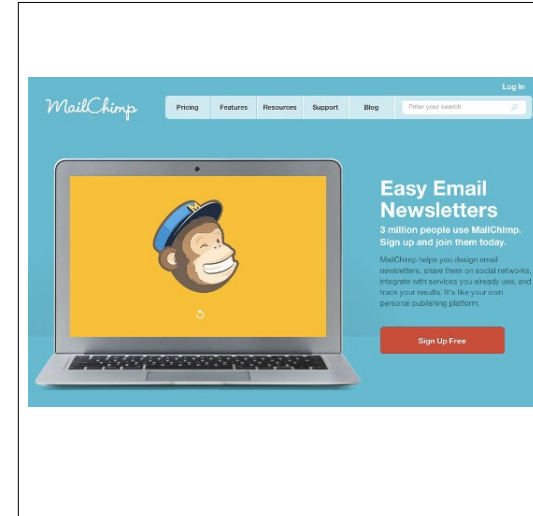 Log In
MailChimp
Pricing Features Resources Support Blog Enter your search
Easy Email
Newsletters
3 million people use MailChimp.
Sign up and join them today.
MailChimp helps you design email
newsletters, share them on social networks,
integrate with services you already use, and
track your results. It's like your own
personal publishing platform.
Sign Up Free